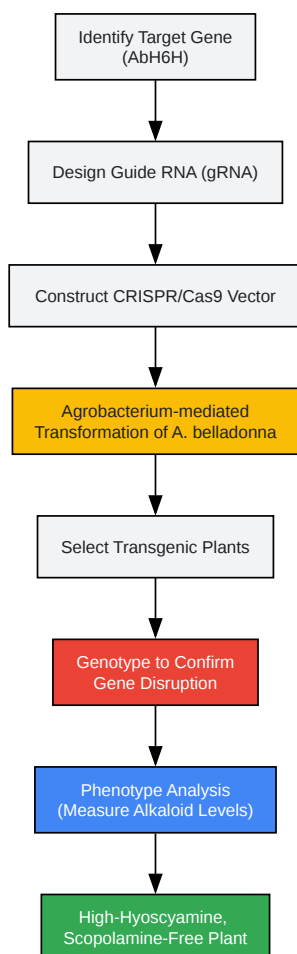 Identify Target Gene
(AbH6H)
Design Guide RNA (gRNA)
Construct CRISPR/Cas9 Vector
Agrobacterium-mediated
Transformation of A. belladonna
Select Transgenic Plants
Genotype to Confirm
Gene Disruption
Phenotype Analysis
(Measure Alkaloid Levels)
High-Hyoscyamine,
Scopolamine-Free Plant